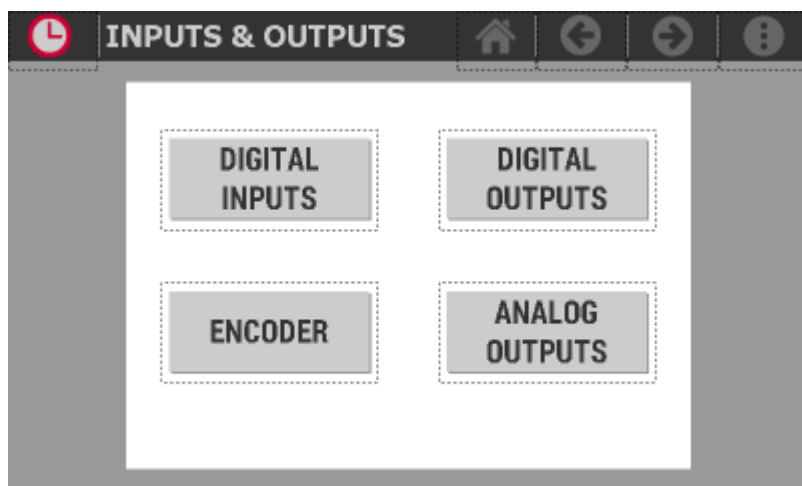 INPUTS & OUTPUTS
DIGITAL
INPUTS
DIGITAL
OUTPUTS
ENCODER
ANALOG
OUTPUTS